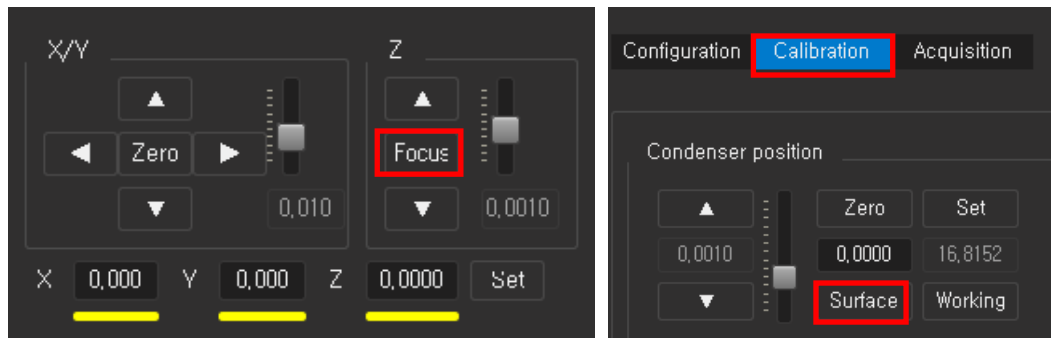 X/Y
Z
Zero
Focus
0,010
0,0010
X 0,000 Y 0,000 Z 0,0000 Set
Configuration Calibration Acquisition
Condenser position
Zero Set
0,0010 0,0000 16,8152
Surface Working